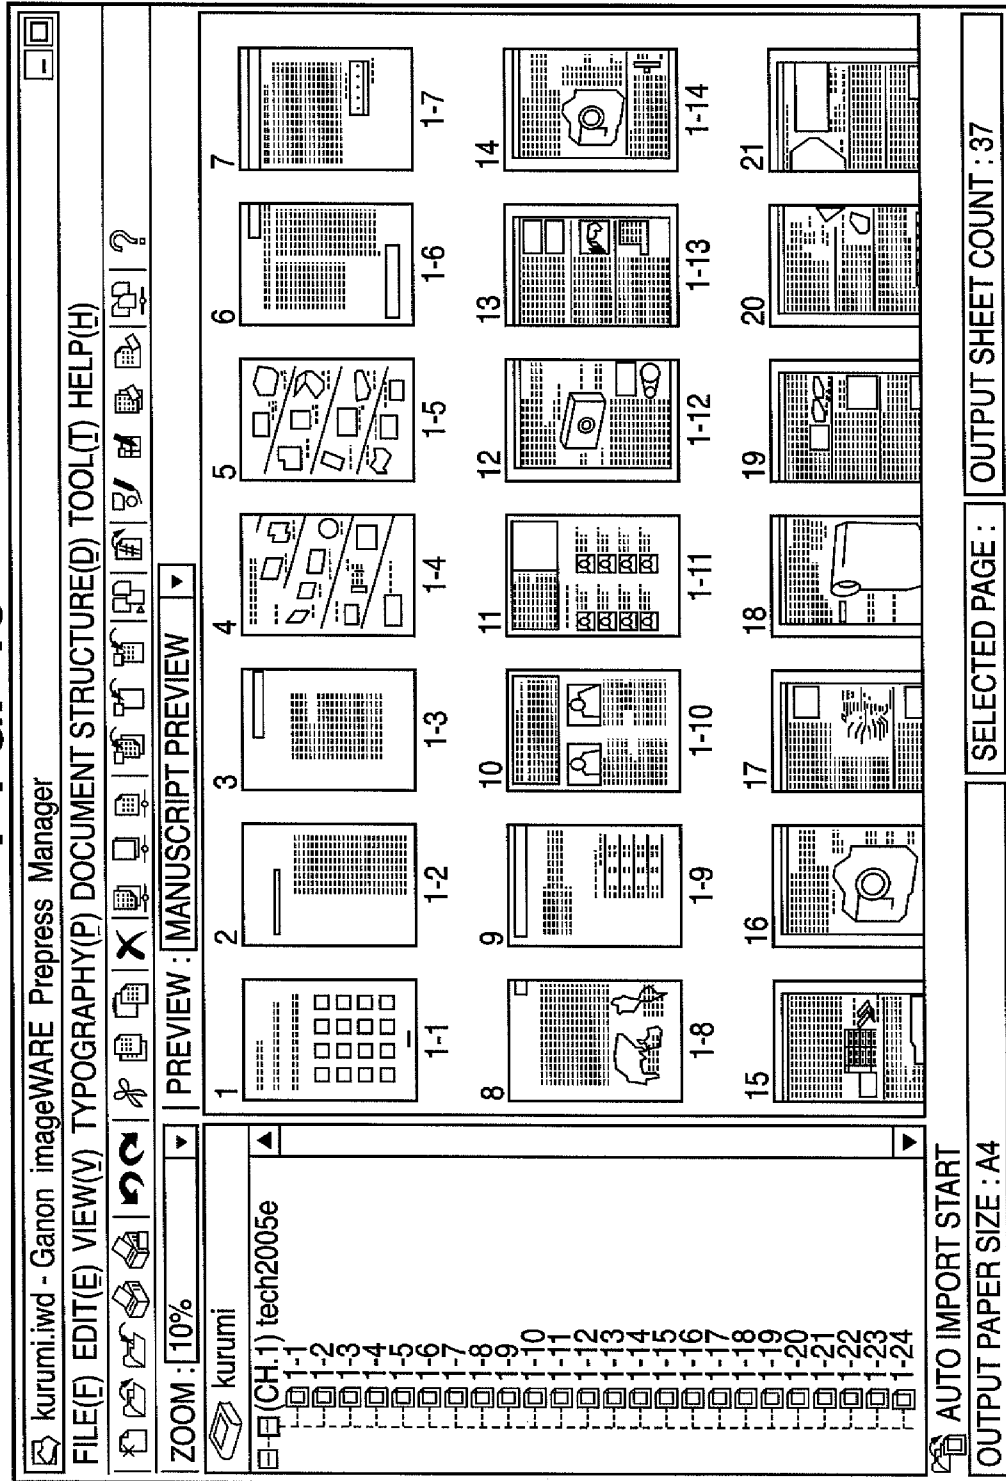 kurumi.iwd - Ganon imageWARE Prepress Manager
FILE(F) EDIT(E) VIEW(V) TYPOGRAPHY(P) DOCUMENT STRUCTURE(D) TOOL(T) HELP(H)
ZOOM : 10% PREVIEW : MANUSCRIPT PREVIEW
kurumi
(CH.1) tech2005e
1-1
1-2
1-3
1-4
1-5
1-6
1-7
1-8
1-9
1-10
1-11
1-12
1-13
1-14
1-15
1-16
1-17
1-18
1-19
1-20
1-21
1-22
1-23
1-24
1 2 3 4 5 6 7
1-1 1-2 1-3 1-4 1-5 1-6 1-7
8 9 10 11 12 13 14
1-8 1-9 1-10 1-11 1-12 1-13 1-14
15 16 17 18 19 20 21
AUTO IMPORT START
OUTPUT PAPER SIZE : A4 SELECTED PAGE : OUTPUT SHEET COUNT : 37